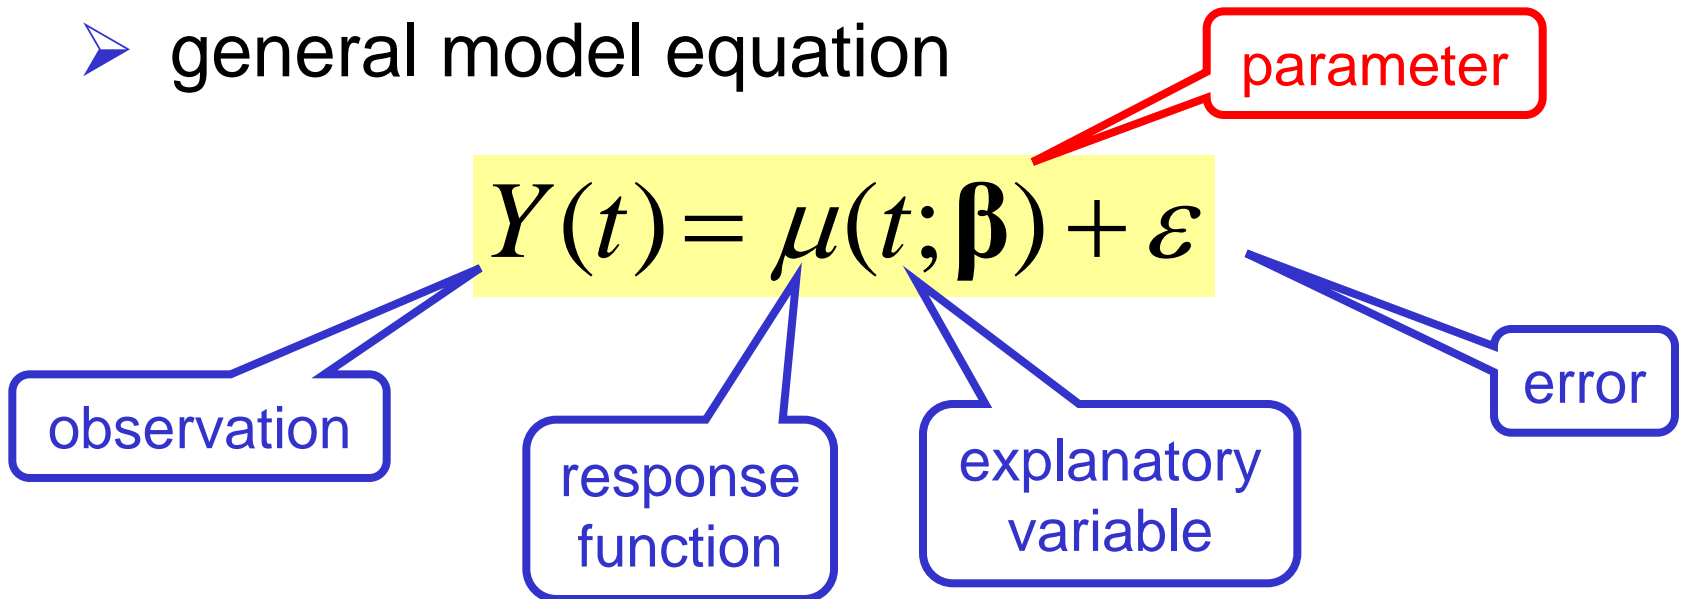 ➢ general model equation
parameter
Y(t) = μ(t; β) + ε
observation
response
function
explanatory
variable
error